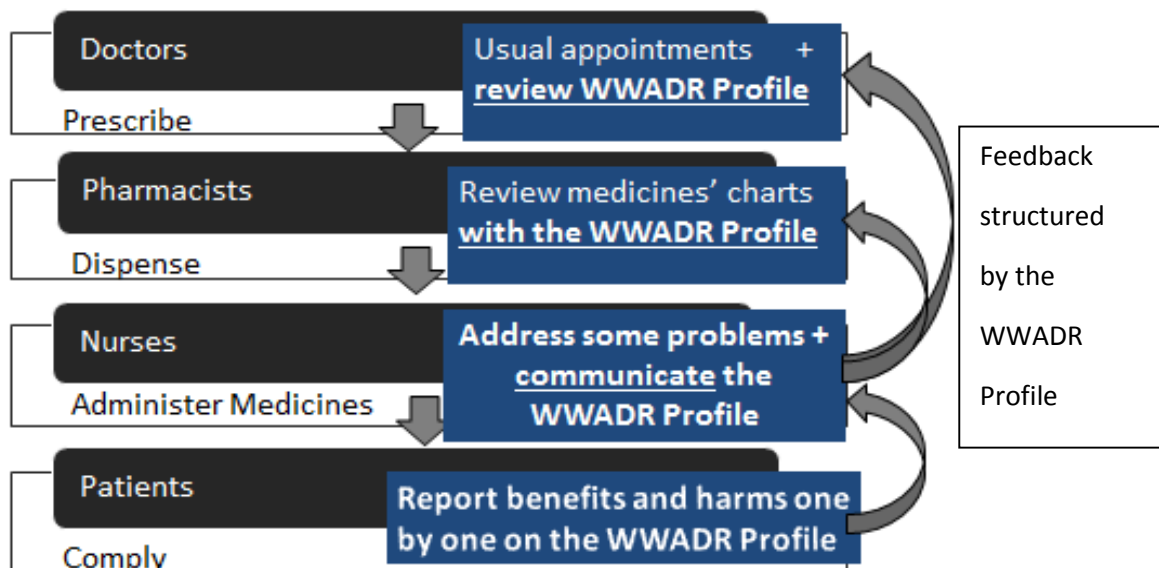 Doctors
Usual appointments +
review WWADR Profile
Prescribe
Pharmacists
Review medicines’ charts
with the WWADR Profile
Dispense
Nurses
Address some problems +
communicate the
WWADR Profile
Administer Medicines
Patients
Report benefits and harms one
by one on the WWADR Profile
Comply
Feedback
structured
by the
WWADR
Profile